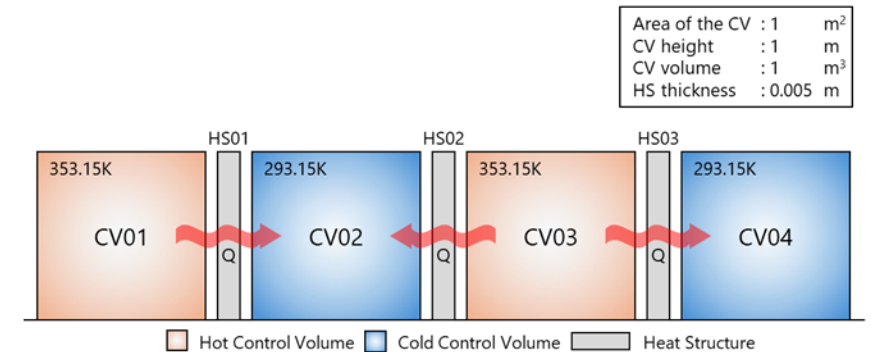 Area of the CV : 1 m²
CV height : 1 m
CV volume : 1 m³
HS thickness : 0.005 m
HS01 HS02 HS03
353.15K 293.15K 353.15K 293.15K
CV01 CV02 CV03 CV04
Q Q Q
Hot Control Volume Cold Control Volume Heat Structure